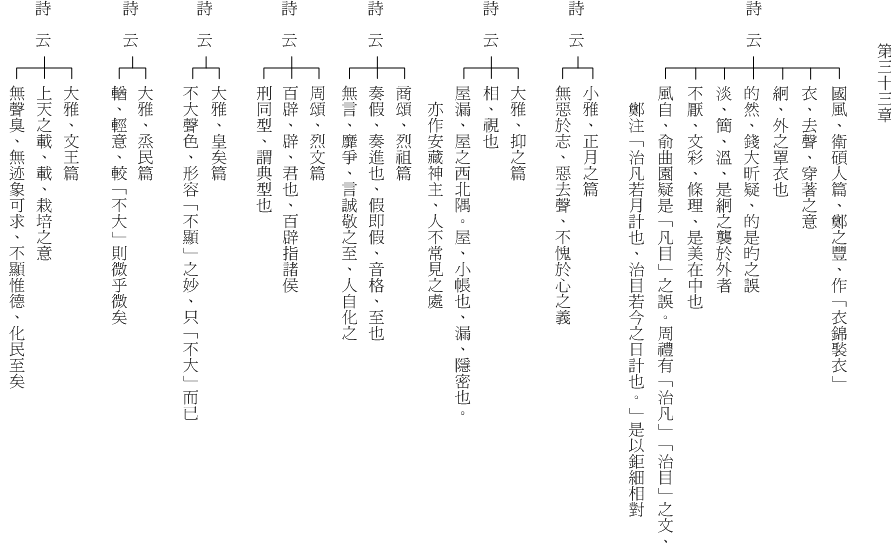 第三十三章
詩云
國風、衛碩人篇、鄭之豐、作「衣錦褧衣」
衣、去聲、穿著之意
絅、外之罩衣也
的然、錢大昕疑、的是旳之誤
淡、簡、溫、是絅之襲於外者
不厭、文彩、條理、是美在中也
風自、俞曲園疑是「凡目」之誤。周禮有「治凡」「治目」之文、
鄭注「治凡若月計也、治目若今之日計也。」是以鉅細相對
詩云
小雅、正月之篇
無惡於志、惡去聲、不愧於心之義
詩云
大雅、抑之篇
相、視也
屋漏、屋之西北隅。屋、小帳也、漏、隱密也。
亦作安藏神主、人不常見之處
詩云
商頌、烈祖篇
奏假、奏進也、假即假、音格、至也
無言、靡爭、言誠敬之至、人自化之
詩云
周頌、烈文篇
百辟、辟、君也、百辟指諸侯
刑同型、謂典型也
詩云
大雅、皇矣篇
不大聲色、形容「不顯」之妙、只「不大」而已
詩云
大雅、烝民篇
輶、輕意、較「不大」則微乎微矣
詩云
大雅、文王篇
上天之載、載、栽培之意
無聲臭、無迹象可求、不顯惟德、化民至矣